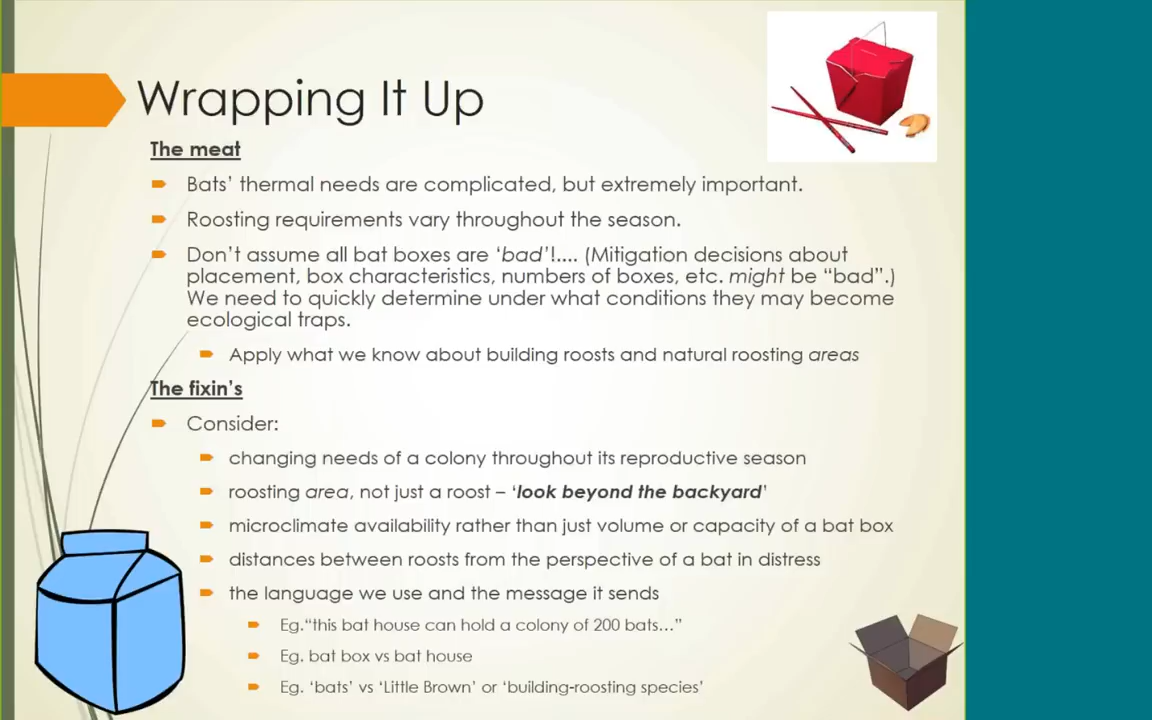 Wrapping It Up
The meat
Bats' thermal needs are complicated, but extremely important.
Roosting requirements vary throughout the season.
Don't assume all bat boxes are 'bad'!.... (Mitigation decisions about
placement, box characteristics, numbers of boxes, etc. might be “bad”.)
We need to quickly determine under what conditions they may become
ecological traps.
Apply what we know about building roosts and natural roosting areas
The fixin's
Consider:
changing needs of a colony throughout its reproductive season
roosting area, not just a roost – 'look beyond the backyard'
microclimate availability rather than just volume or capacity of a bat box
distances between roosts from the perspective of a bat in distress
the language we use and the message it sends
Eg.“this bat house can hold a colony of 200 bats…”
Eg. bat box vs bat house
Eg. 'bats' vs 'Little Brown' or 'building-roosting species'